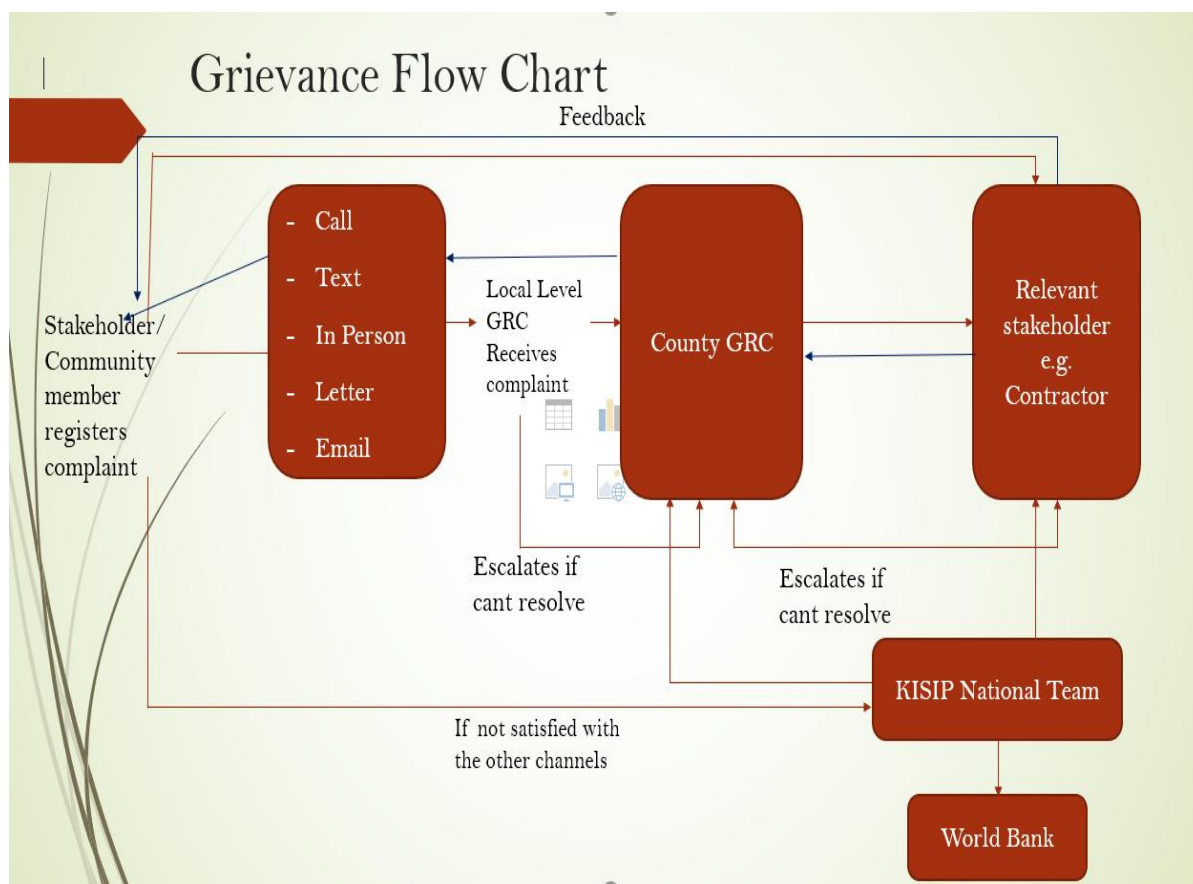 Grievance Flow Chart
Feedback
Stakeholder/
Community
member
registers
complaint
- Call
- Text
- In Person
- Letter
- Email
Local Level
GRC
Receives
complaint
County GRC
Relevant
stakeholder
e.g.
Contractor
Escalates if
cant resolve
Escalates if
cant resolve
KISIP National Team
If not satisfied with
the other channels
World Bank